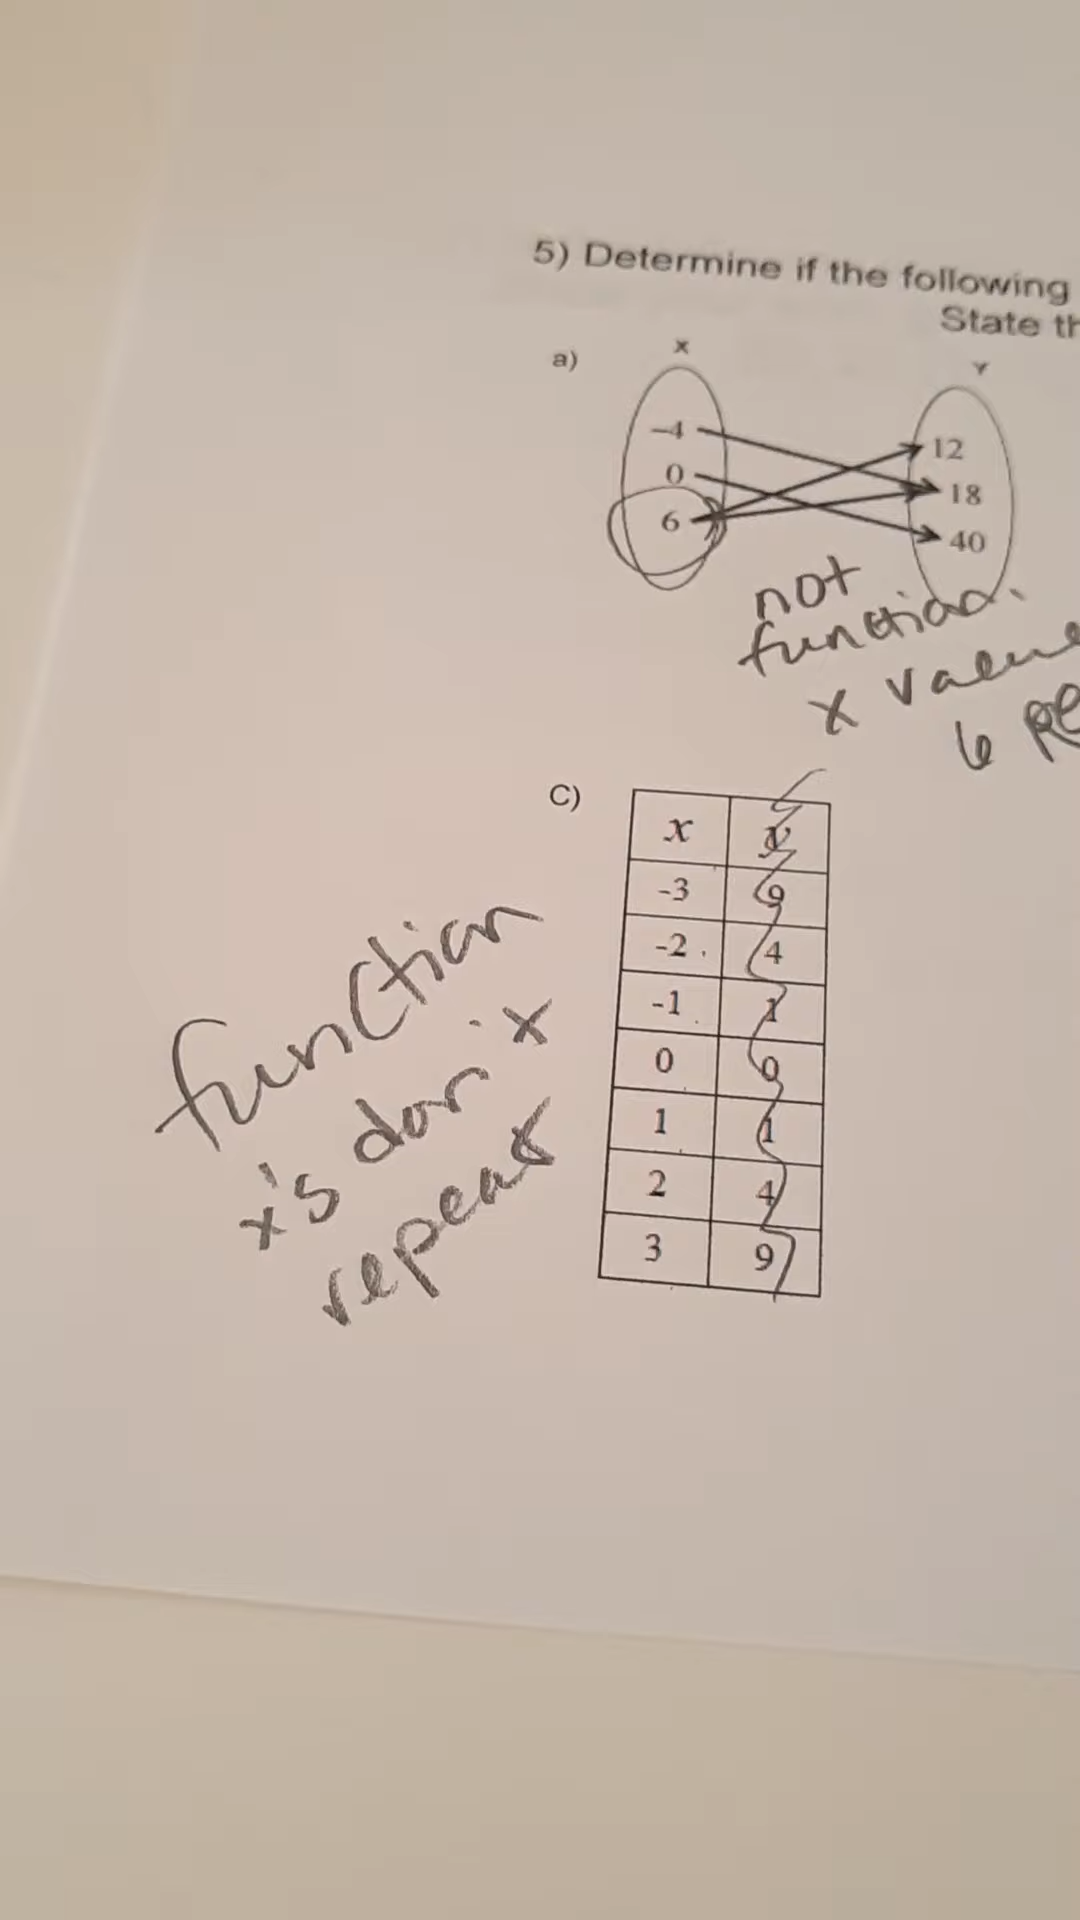 5) Determine if the following
State th
a)
X
Y
-4
0
6
12
18
40
not
function.
x value
6 Re
C)
x y
-3 9
-2 4
-1 1
0 0
1 1
2 4
3 9
function
x's don x
repeat